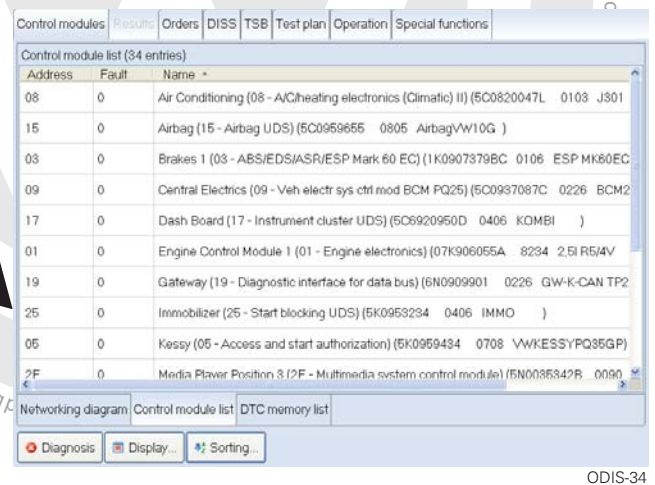 Control modules Results Orders DISS TSB Test plan Operation Special functions
Control module list (34 entries)
Address Fault Name
08 0 Air Conditioning (08 - A/C/heating electronics (Climatic) II) (5C0820047L 0103 J301
15 0 Airbag (15 - Airbag UDS) (5C0959655 0805 AirbagVW10G )
03 0 Brakes 1 (03 - ABS/EDS/ASR/ESP Mark 60 EC) (1K0907379BC 0106 ESP MK60EC
09 0 Central Electrics (09 - Veh electr sys ctrl mod BCM PQ25) (5C0937087C 0226 BCM2
17 0 Dash Board (17 - Instrument cluster UDS) (5C6920950D 0406 KOMBI )
01 0 Engine Control Module 1 (01 - Engine electronics) (07K906055A 8234 2,5l R5/4V
19 0 Gateway (19 - Diagnostic interface for data bus) (6N0909901 0226 GW-K-CAN TP2
25 0 Immobilizer (25 - Start blocking UDS) (5K0953234 0406 IMMO )
05 0 Kessy (05 - Access and start authorization) (5K0959434 0708 VWKESSYPQ35GP)
2E 0 Media Player Position 3 (2E - Multimedia system control module) (5N0035342B 0090
Networking diagram Control module list DTC memory list
Diagnosis Display... Sorting...
ODIS-34